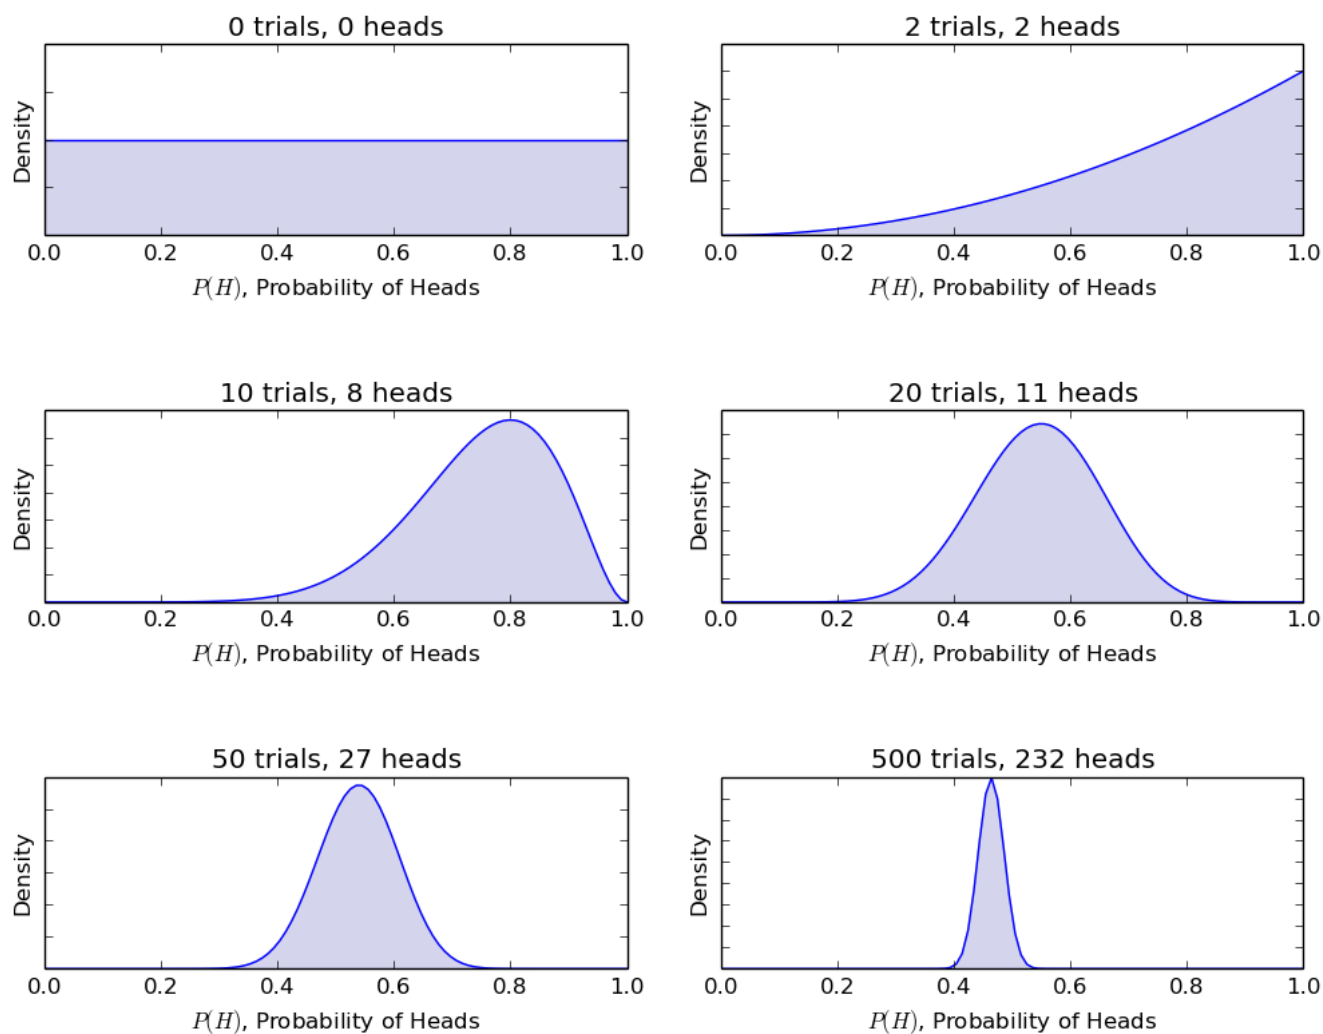 0 trials, 0 heads
Density
0.0 0.2 0.4 0.6 0.8 1.0
P(H), Probability of Heads
2 trials, 2 heads
Density
0.0 0.2 0.4 0.6 0.8 1.0
P(H), Probability of Heads
10 trials, 8 heads
Density
0.0 0.2 0.4 0.6 0.8 1.0
P(H), Probability of Heads
20 trials, 11 heads
Density
0.0 0.2 0.4 0.6 0.8 1.0
P(H), Probability of Heads
50 trials, 27 heads
Density
0.0 0.2 0.4 0.6 0.8 1.0
P(H), Probability of Heads
500 trials, 232 heads
Density
0.0 0.2 0.4 0.6 0.8 1.0
P(H), Probability of Heads